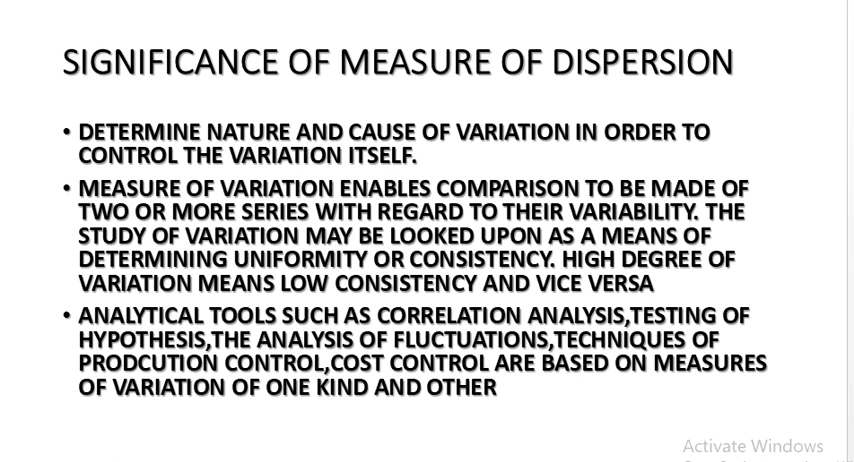 SIGNIFICANCE OF MEASURE OF DISPERSION
• DETERMINE NATURE AND CAUSE OF VARIATION IN ORDER TO
CONTROL THE VARIATION ITSELF.
• MEASURE OF VARIATION ENABLES COMPARISON TO BE MADE OF
TWO OR MORE SERIES WITH REGARD TO THEIR VARIABILITY. THE
STUDY OF VARIATION MAY BE LOOKED UPON AS A MEANS OF
DETERMINING UNIFORMITY OR CONSISTENCY. HIGH DEGREE OF
VARIATION MEANS LOW CONSISTENCY AND VICE VERSA
• ANALYTICAL TOOLS SUCH AS CORRELATION ANALYSIS,TESTING OF
HYPOTHESIS,THE ANALYSIS OF FLUCTUATIONS,TECHNIQUES OF
PRODCUTION CONTROL,COST CONTROL ARE BASED ON MEASURES
OF VARIATION OF ONE KIND AND OTHER
Activate Windows